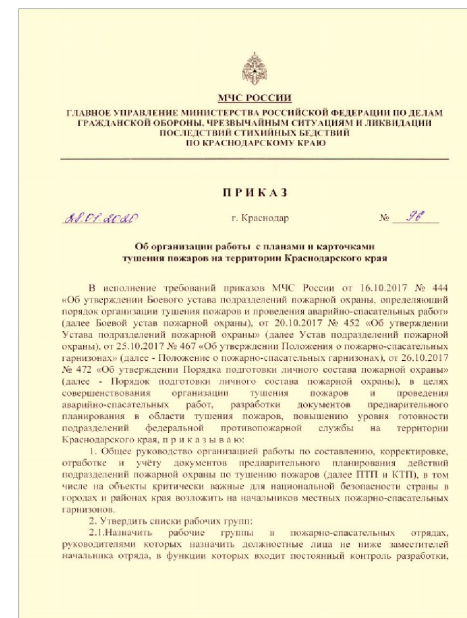 МЧС РОССИИ
ГЛАВНОЕ УПРАВЛЕНИЕ МИНИСТЕРСТВА РОССИЙСКОЙ ФЕДЕРАЦИИ ПО ДЕЛАМ
ГРАЖДАНСКОЙ ОБОРОНЫ, ЧРЕЗВЫЧАЙНЫМ СИТУАЦИЯМ И ЛИКВИДАЦИИ
ПОСЛЕДСТВИЙ СТИХИЙНЫХ БЕДСТВИЙ
ПО КРАСНОДАРСКОМУ КРАЮ
П Р И К А З
28.01.2020 г. Краснодар №
Об организации работы с планами и карточками
тушения пожаров на территории Краснодарского края
В исполнение требований приказов МЧС России от 16.10.2017 № 444
«Об утверждении Боевого устава подразделений пожарной охраны, определяющий
порядок организации тушения пожаров и проведения аварийно-спасательных работ»
(далее Боевой устав пожарной охраны), от 20.10.2017 № 452 «Об утверждении
Устава подразделений пожарной охраны» (далее Устав подразделений пожарной
охраны), от 25.10.2017 № 467 «Об утверждении Положения о пожарно-спасательных
гарнизонах» (далее - Положение о пожарно-спасательных гарнизонах), от 26.10.2017
№ 472 «Об утверждении Порядка подготовки личного состава пожарной охраны»
(далее - Порядок подготовки личного состава пожарной охраны), в целях
совершенствования организации тушения пожаров и проведения
аварийно-спасательных работ, разработки документов предварительного
планирования в области тушения пожаров, повышению уровня готовности
подразделений федеральной противопожарной службы на территории
Краснодарского края, п р и к а з ы в а ю:
1. Общее руководство организацией работы по составлению, корректировке,
отработке и учёту документов предварительного планирования действий
подразделений пожарной охраны по тушению пожаров (далее ПТП и КТП), в том
числе на объекты критически важные для национальной безопасности страны в
городах и районах края возложить на начальников местных пожарно-спасательных
гарнизонов.
2. Утвердить списки рабочих групп:
2.1.Назначить рабочие группы в пожарно-спасательных отрядах,
руководителями которых назначить должностные лица не ниже заместителей
начальника отряда, в функции которых входит постоянный контроль разработки,